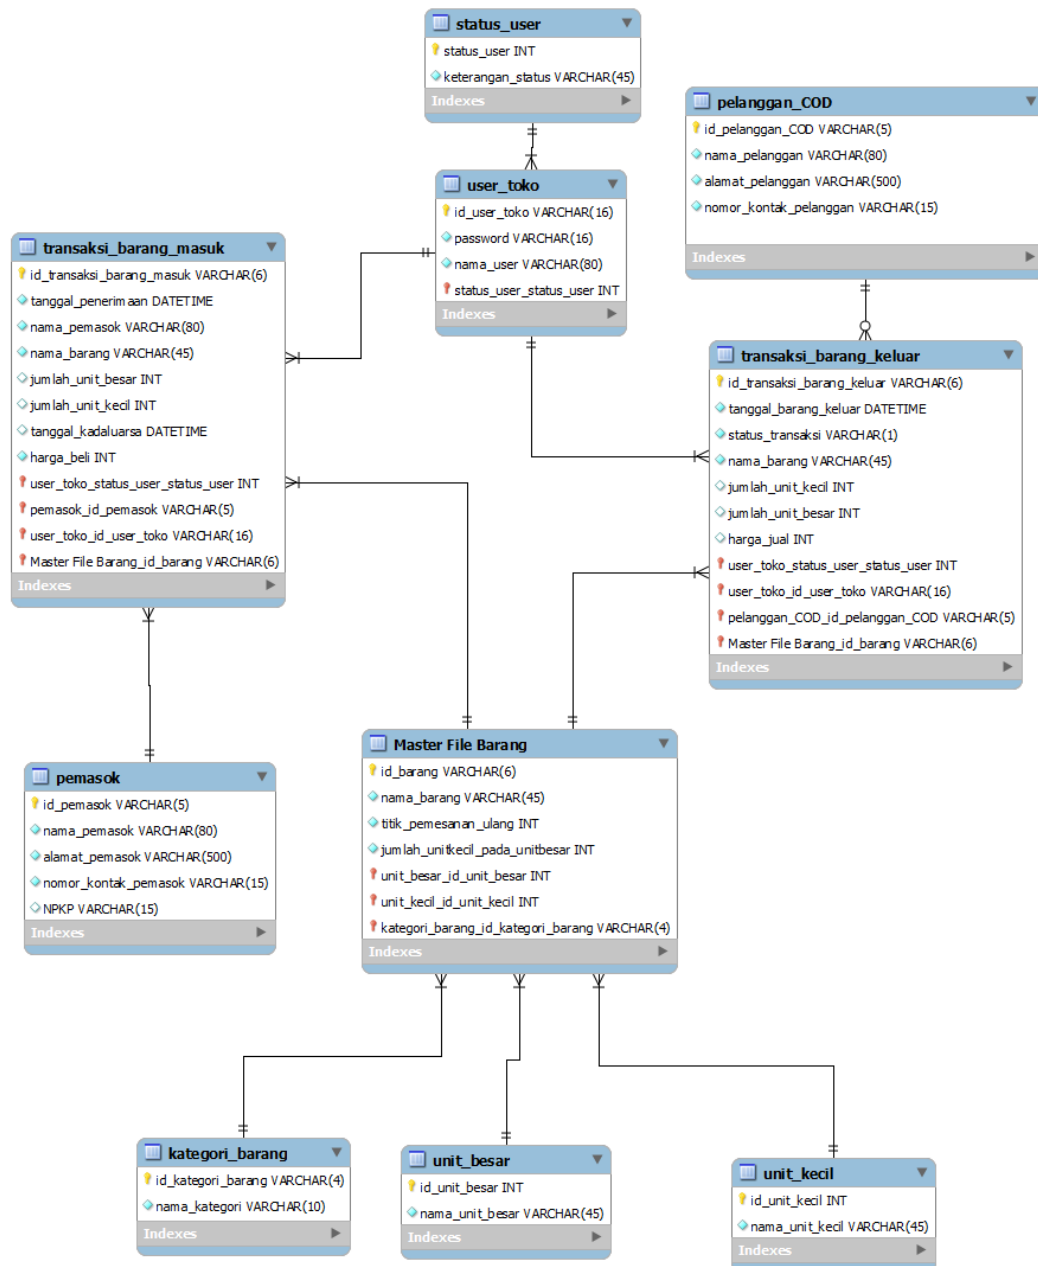 status_user
status_user INT
keterangan_status VARCHAR(45)
Indexes
pelanggan_COD
id_pelanggan_COD VARCHAR(5)
nama_pelanggan VARCHAR(80)
alamat_pelanggan VARCHAR(500)
nomor_kontak_pelanggan VARCHAR(15)
Indexes
user_toko
id_user_toko VARCHAR(16)
password VARCHAR(16)
nama_user VARCHAR(80)
status_user_status_user INT
Indexes
transaksi_barang_masuk
id_transaksi_barang_masuk VARCHAR(6)
tanggal_penerimaan DATETIME
nama_pemasok VARCHAR(80)
nama_barang VARCHAR(45)
jumlah_unit_besar INT
jumlah_unit_kecil INT
tanggal_kadaluarsa DATETIME
harga_beli INT
user_toko_status_user_status_user INT
pemasok_id_pemasok VARCHAR(5)
user_toko_id_user_toko VARCHAR(16)
Master File Barang_id_barang VARCHAR(6)
Indexes
transaksi_barang_keluar
id_transaksi_barang_keluar VARCHAR(6)
tanggal_barang_keluar DATETIME
status_transaksi VARCHAR(1)
nama_barang VARCHAR(45)
jumlah_unit_kecil INT
jumlah_unit_besar INT
harga_jual INT
user_toko_status_user_status_user INT
user_toko_id_user_toko VARCHAR(16)
pelanggan_COD_id_pelanggan_COD VARCHAR(5)
Master File Barang_id_barang VARCHAR(6)
Indexes
pemasok
id_pemasok VARCHAR(5)
nama_pemasok VARCHAR(80)
alamat_pemasok VARCHAR(500)
nomor_kontak_pemasok VARCHAR(15)
NPKP VARCHAR(15)
Indexes
Master File Barang
id_barang VARCHAR(6)
nama_barang VARCHAR(45)
titik_pemesanan_ulang INT
jumlah_unitkecil_pada_unitbesar INT
unit_besar_id_unit_besar INT
unit_kecil_id_unit_kecil INT
kategori_barang_id_kategori_barang VARCHAR(4)
Indexes
kategori_barang
id_kategori_barang VARCHAR(4)
nama_kategori VARCHAR(10)
Indexes
unit_besar
id_unit_besar INT
nama_unit_besar VARCHAR(45)
Indexes
unit_kecil
id_unit_kecil INT
nama_unit_kecil VARCHAR(45)
Indexes